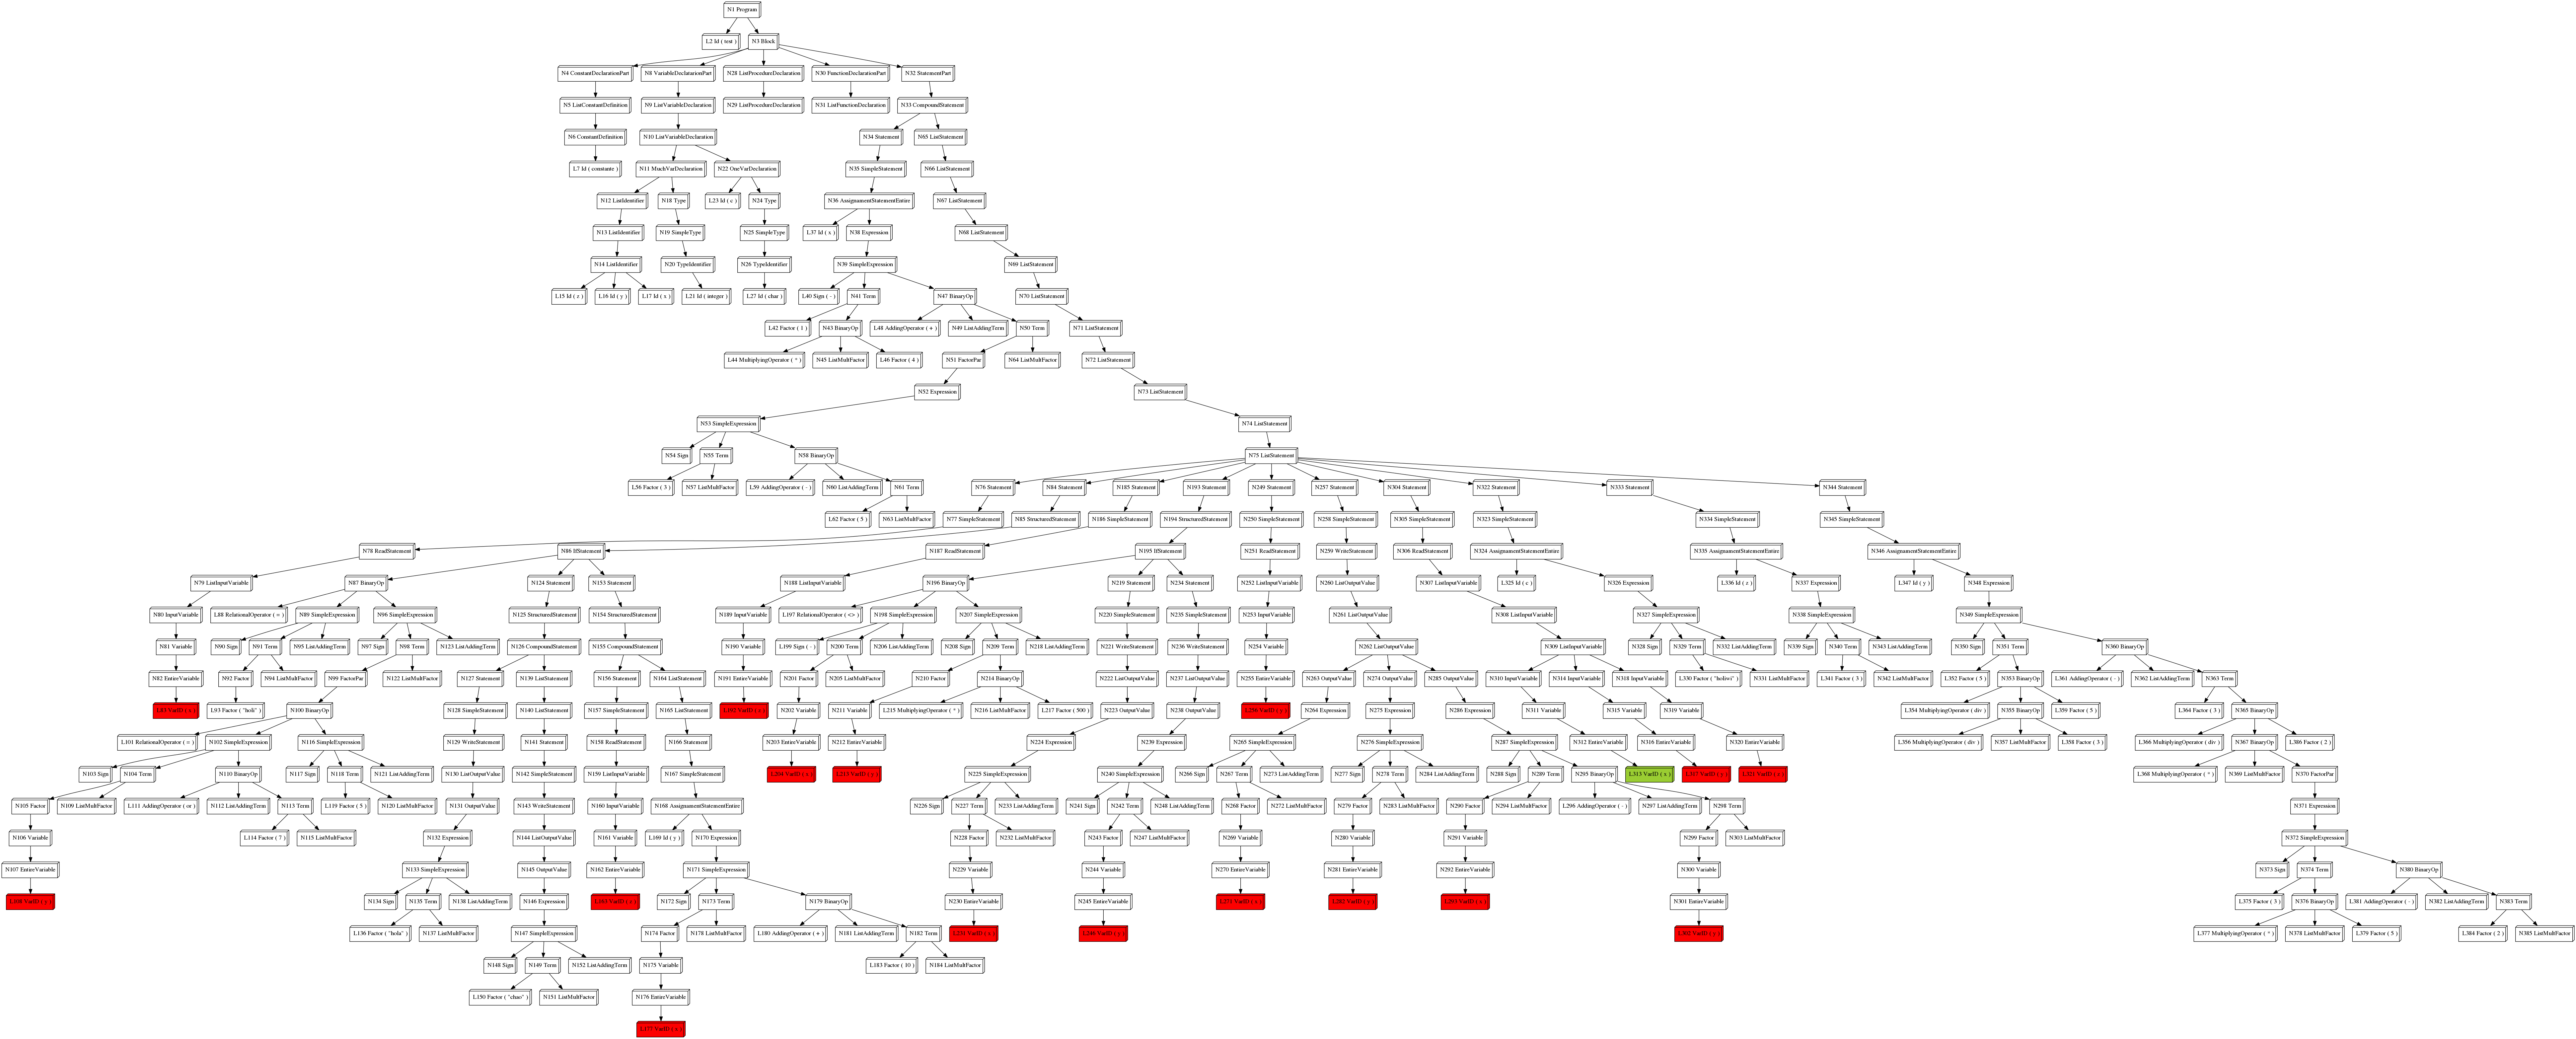 N1 Program
L2 Id ( test )
N3 Block
N4 ConstantDeclarationPart
N8 VariableDeclatarionPart
N28 ListProcedureDeclaration
N30 FunctionDeclarationPart
N32 StatementPart
N5 ListConstantDefinition
N9 ListVariableDeclaration
N29 ListProcedureDeclaration
N31 ListFunctionDeclaration
N33 CompoundStatement
N6 ConstantDefinition
N10 ListVariableDeclaration
N34 Statement
N65 ListStatement
L7 Id ( constante )
N11 MuchVarDeclaration
N22 OneVarDeclaration
N35 SimpleStatement
N66 ListStatement
N12 ListIdentifier
N18 Type
L23 Id ( c )
N24 Type
N36 AssignamentStatementEntire
N67 ListStatement
N13 ListIdentifier
N19 SimpleType
N25 SimpleType
L37 Id ( x )
N38 Expression
N68 ListStatement
N14 ListIdentifier
N20 TypeIdentifier
N26 TypeIdentifier
N39 SimpleExpression
N69 ListStatement
L15 Id ( z )
L16 Id ( y )
L17 Id ( x )
L21 Id ( integer )
L27 Id ( char )
L40 Sign ( - )
N41 Term
N47 BinaryOp
N70 ListStatement
L42 Factor ( 1 )
N43 BinaryOp
L48 AddingOperator ( + )
N49 ListAddingTerm
N50 Term
N71 ListStatement
L44 MultiplyingOperator ( * )
N45 ListMultFactor
L46 Factor ( 4 )
N51 FactorPar
N64 ListMultFactor
N72 ListStatement
N52 Expression
N73 ListStatement
N53 SimpleExpression
N74 ListStatement
N54 Sign
N55 Term
N58 BinaryOp
N75 ListStatement
L56 Factor ( 3 )
N57 ListMultFactor
L59 AddingOperator ( - )
N60 ListAddingTerm
N61 Term
N76 Statement
N84 Statement
N185 Statement
N193 Statement
N249 Statement
N257 Statement
N304 Statement
N322 Statement
N333 Statement
N344 Statement
L62 Factor ( 5 )
N63 ListMultFactor
N77 SimpleStatement
N85 StructuredStatement
N186 SimpleStatement
N194 StructuredStatement
N250 SimpleStatement
N258 SimpleStatement
N305 SimpleStatement
N323 SimpleStatement
N334 SimpleStatement
N345 SimpleStatement
N78 ReadStatement
N86 IfStatement
N187 ReadStatement
N195 IfStatement
N251 ReadStatement
N259 WriteStatement
N306 ReadStatement
N324 AssignamentStatementEntire
N335 AssignamentStatementEntire
N346 AssignamentStatementEntire
N79 ListInputVariable
N87 BinaryOp
N124 Statement
N153 Statement
N188 ListInputVariable
N196 BinaryOp
N219 Statement
N234 Statement
N252 ListInputVariable
N260 ListOutputValue
N307 ListInputVariable
L325 Id ( c )
N326 Expression
L336 Id ( z )
N337 Expression
L347 Id ( y )
N348 Expression
N80 InputVariable
L88 RelationalOperator ( = )
N89 SimpleExpression
N96 SimpleExpression
N125 StructuredStatement
N154 StructuredStatement
N189 InputVariable
L197 RelationalOperator ( <> )
N198 SimpleExpression
N207 SimpleExpression
N220 SimpleStatement
N235 SimpleStatement
N253 InputVariable
N261 ListOutputValue
N308 ListInputVariable
N327 SimpleExpression
N338 SimpleExpression
N349 SimpleExpression
N81 Variable
N90 Sign
N91 Term
N95 ListAddingTerm
N97 Sign
N98 Term
N123 ListAddingTerm
N126 CompoundStatement
N155 CompoundStatement
N190 Variable
L199 Sign ( - )
N200 Term
N206 ListAddingTerm
N208 Sign
N209 Term
N218 ListAddingTerm
N221 WriteStatement
N236 WriteStatement
N254 Variable
N262 ListOutputValue
N309 ListInputVariable
N328 Sign
N329 Term
N332 ListAddingTerm
N339 Sign
N340 Term
N343 ListAddingTerm
N350 Sign
N351 Term
N360 BinaryOp
N82 EntireVariable
N92 Factor
N94 ListMultFactor
N99 FactorPar
N122 ListMultFactor
N127 Statement
N139 ListStatement
N156 Statement
N164 ListStatement
N191 EntireVariable
N201 Factor
N205 ListMultFactor
N210 Factor
N214 BinaryOp
N222 ListOutputValue
N237 ListOutputValue
N255 EntireVariable
N263 OutputValue
N274 OutputValue
N285 OutputValue
N310 InputVariable
N314 InputVariable
N318 InputVariable
L330 Factor ( "holivo" )
N331 ListMultFactor
L341 Factor ( 3 )
N342 ListMultFactor
L352 Factor ( 5 )
N353 BinaryOp
L361 AddingOperator ( - )
N362 ListAddingTerm
N363 Term
L93 Factor ( "holi" )
N100 BinaryOp
N128 SimpleStatement
N140 ListStatement
N157 SimpleStatement
N165 ListStatement
N202 Variable
N211 Variable
L215 MultiplyingOperator ( * )
N216 ListMultFactor
L217 Factor ( 500 )
N223 OutputValue
N238 OutputValue
N264 Expression
N275 Expression
N286 Expression
N311 Variable
N315 Variable
N319 Variable
L354 MultiplyingOperator ( div )
N355 BinaryOp
L359 Factor ( 5 )
L364 Factor ( 3 )
N365 BinaryOp
L101 RelationalOperator ( = )
N102 SimpleExpression
N116 SimpleExpression
N129 WriteStatement
N141 Statement
N158 ReadStatement
N166 Statement
N203 EntireVariable
N212 EntireVariable
N224 Expression
N239 Expression
N265 SimpleExpression
N276 SimpleExpression
N287 SimpleExpression
N312 EntireVariable
N316 EntireVariable
N320 EntireVariable
L356 MultiplyingOperator ( div )
N357 ListMultFactor
L358 Factor ( 3 )
L366 MultiplyingOperator ( div )
N367 BinaryOp
L386 Factor ( 2 )
N103 Sign
N104 Term
N110 BinaryOp
N117 Sign
N118 Term
N121 ListAddingTerm
N130 ListOutputValue
N142 SimpleStatement
N159 ListInputVariable
N167 SimpleStatement
N225 SimpleExpression
N240 SimpleExpression
N266 Sign
N267 Term
N273 ListAddingTerm
N277 Sign
N278 Term
N284 ListAddingTerm
N288 Sign
N289 Term
N295 BinaryOp
L313 VarID ( x )
L368 MultiplyingOperator ( * )
N369 ListMultFactor
N370 FactorPar
N105 Factor
N109 ListMultFactor
L111 AddingOperator ( or )
N112 ListAddingTerm
N113 Term
L119 Factor ( 5 )
N120 ListMultFactor
N131 OutputValue
N143 WriteStatement
N160 InputVariable
N168 AssignamentStatementEntire
N226 Sign
N227 Term
N233 ListAddingTerm
N241 Sign
N242 Term
N248 ListAddingTerm
N268 Factor
N272 ListMultFactor
N279 Factor
N283 ListMultFactor
N290 Factor
N294 ListMultFactor
L296 AddingOperator ( - )
N297 ListAddingTerm
N298 Term
N371 Expression
N106 Variable
L114 Factor ( 7 )
N115 ListMultFactor
N132 Expression
N144 ListOutputValue
N161 Variable
L169 Id ( y )
N170 Expression
N228 Factor
N232 ListMultFactor
N243 Factor
N247 ListMultFactor
N269 Variable
N280 Variable
N291 Variable
N299 Factor
N303 ListMultFactor
N372 SimpleExpression
N107 EntireVariable
N133 SimpleExpression
N145 OutputValue
N162 EntireVariable
N171 SimpleExpression
N229 Variable
N244 Variable
N270 EntireVariable
N281 EntireVariable
N292 EntireVariable
N300 Variable
N373 Sign
N374 Term
N380 BinaryOp
N134 Sign
N135 Term
N138 ListAddingTerm
N146 Expression
N172 Sign
N173 Term
N179 BinaryOp
N230 EntireVariable
N245 EntireVariable
N301 EntireVariable
L375 Factor ( 3 )
N376 BinaryOp
L381 AddingOperator ( - )
N382 ListAddingTerm
N383 Term
L136 Factor ( "hola" )
N137 ListMultFactor
N147 SimpleExpression
N174 Factor
N178 ListMultFactor
L180 AddingOperator ( + )
N181 ListAddingTerm
N182 Term
L377 MultiplyingOperator ( * )
N378 ListMultFactor
L379 Factor ( 5 )
L384 Factor ( 2 )
N385 ListMultFactor
N148 Sign
N149 Term
N152 ListAddingTerm
N175 Variable
L183 Factor ( 10 )
N184 ListMultFactor
L150 Factor ( "chao" )
N151 ListMultFactor
N176 EntireVariable
L177 VarID ( x )